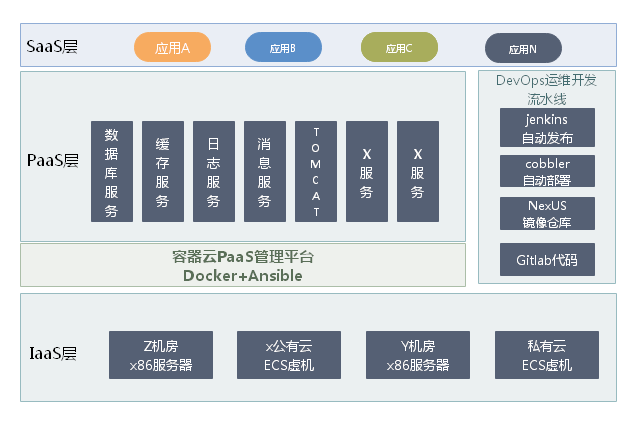 SaaS层
应用A
应用B
应用C
应用N
PaaS层
数据库服务
缓存服务
日志服务
消息服务
TOMCAT
X服务
X服务
容器云PaaS管理平台
Docker+Ansible
DevOps运维开发
流水线
jenkins
自动发布
cobbler
自动部署
NexUS
镜像仓库
Gitlab代码
IaaS层
Z机房
x86服务器
x公有云
ECS虚机
Y机房
x86服务器
私有云
ECS虚机